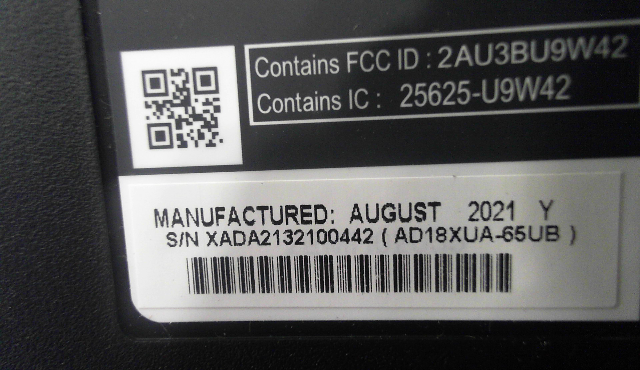 Contains FCC ID : 2AU3BU9W42
Contains IC : 25625-U9W42
MANUFACTURED: AUGUST 2021 Y
S/N XADA2132100442 ( AD18XUA-65UB )